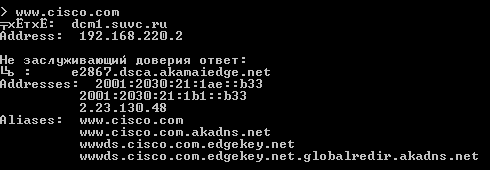 > www.cisco.com
╤хЁтхЁ:  dcm1.suvc.ru
Address:  192.168.220.2
Не заслуживающий доверия ответ:
Ць :     e2867.dsca.akamaiedge.net
Addresses:  2001:2030:21:1ae::b33
2001:2030:21:1b1::b33
2.23.130.48
Aliases:  www.cisco.com
www.cisco.com.akadns.net
wwwds.cisco.com.edgekey.net
wwwds.cisco.com.edgekey.net.globalredir.akadns.net